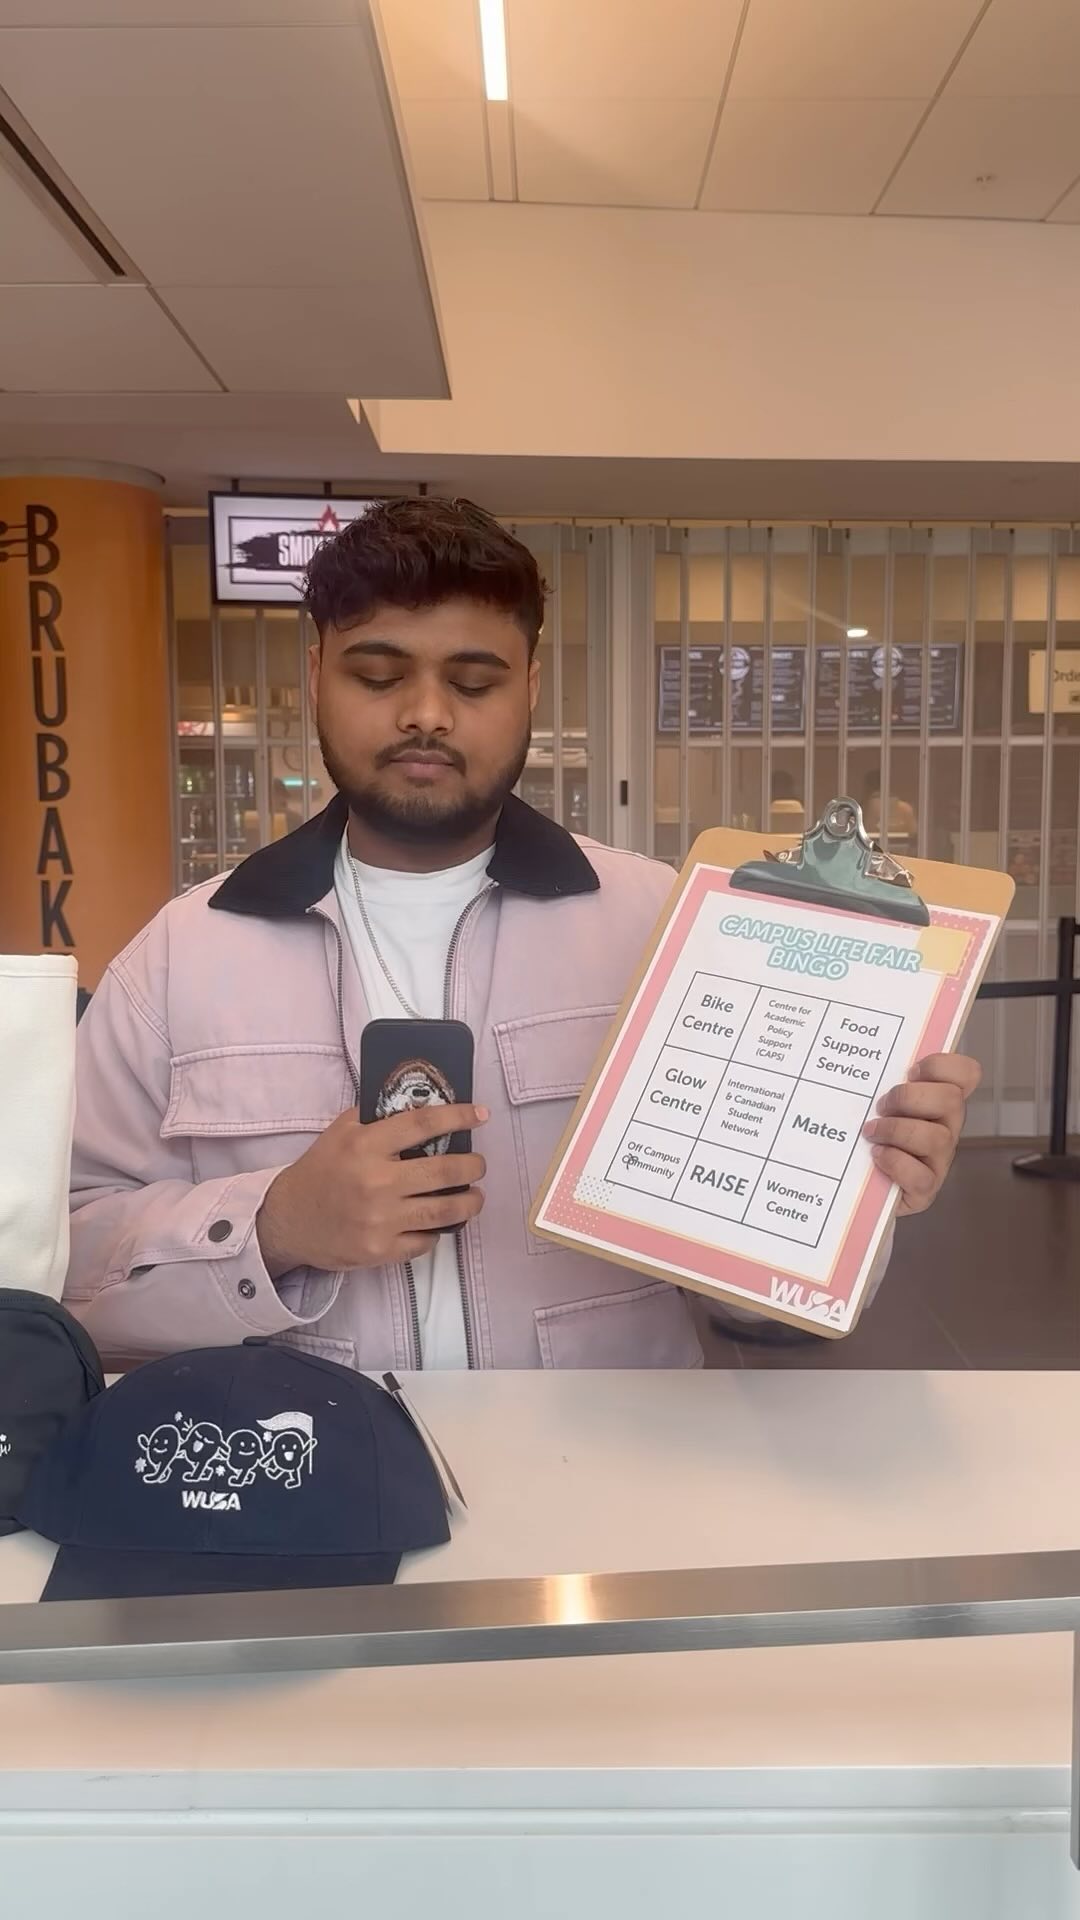 BRUBAK
CAMPUS LIFE FAIR
BINGO
Bike
Centre
Centre for
Academic
Policy
Support
(CAPS)
Food
Support
Service
Glow
Centre
International
& Canadian
Student
Network
Mates
Off Campus
Community
RAISE
Women's
Centre
WUSA
WUSA